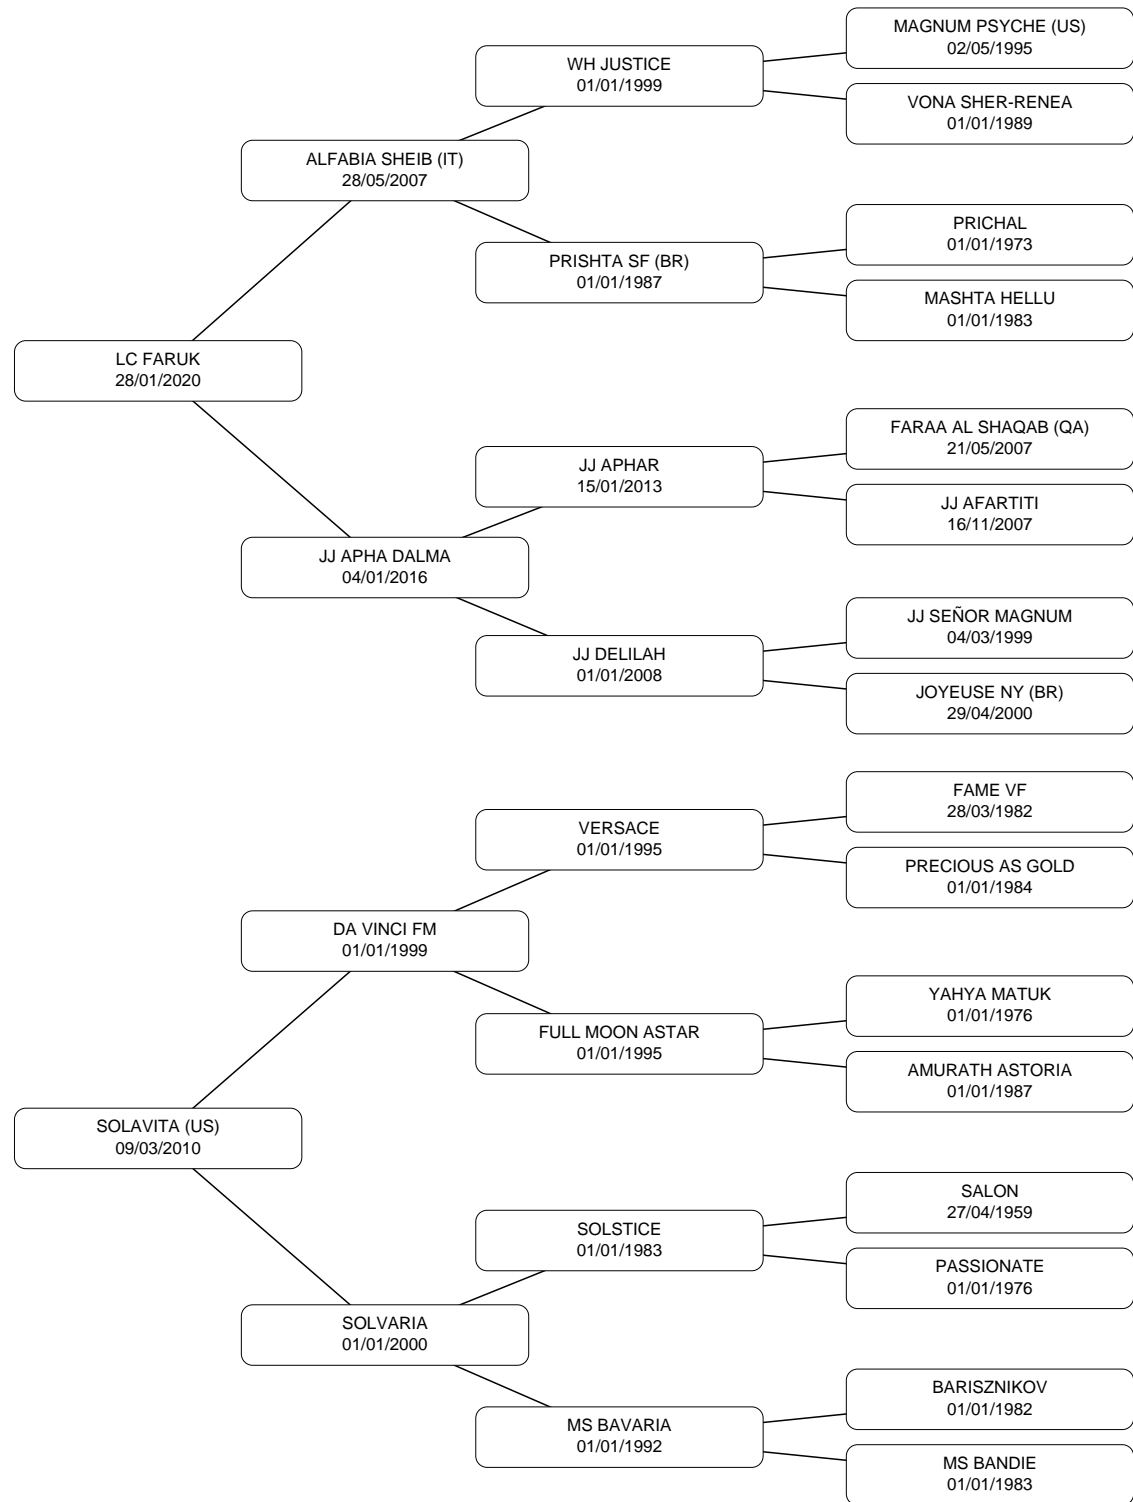 MAGNUM PSYCHE (US)
02/05/1995
WH JUSTICE
01/01/1999
VONA SHER-RENEA
01/01/1989
ALFABIA SHEIB (IT)
28/05/2007
PRICHAL
01/01/1973
PRISHTA SF (BR)
01/01/1987
MASHTA HELLU
01/01/1983
LC FARUK
28/01/2020
FARAA AL SHAQAB (QA)
21/05/2007
JJ APHAR
15/01/2013
JJ AFARTITI
16/11/2007
JJ APHA DALMA
04/01/2016
JJ SEÑOR MAGNUM
04/03/1999
JJ DELILAH
01/01/2008
JOYEUSE NY (BR)
29/04/2000
FAME VF
28/03/1982
VERSACE
01/01/1995
PRECIOUS AS GOLD
01/01/1984
DA VINCI FM
01/01/1999
YAHYA MATUK
01/01/1976
FULL MOON ASTAR
01/01/1995
AMURATH ASTORIA
01/01/1987
SOLAVITA (US)
09/03/2010
SALON
27/04/1959
SOLSTICE
01/01/1983
PASSIONATE
01/01/1976
SOLVARIA
01/01/2000
BARISZNIKOV
01/01/1982
MS BAVARIA
01/01/1992
MS BANDIE
01/01/1983